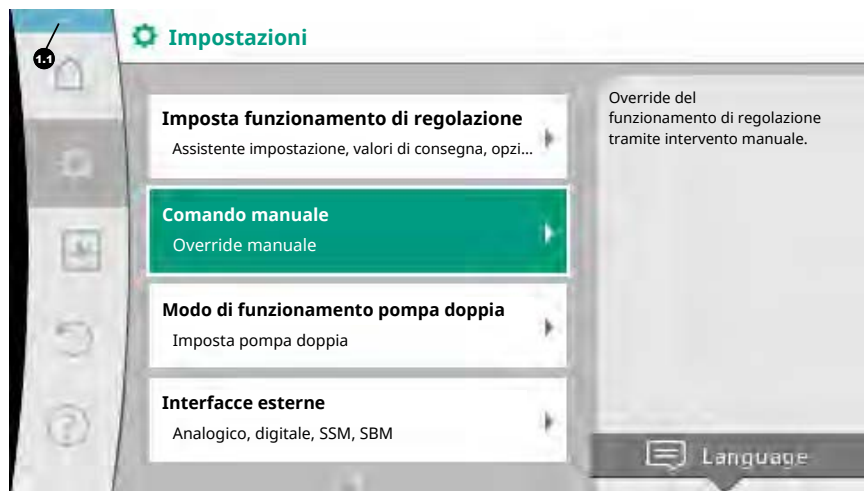 1.1
Impostazioni
Imposta funzionamento di regolazione
Assistente impostazione, valori di consegna, opzi...
Comando manuale
Override manuale
Modo di funzionamento pompa doppia
Imposta pompa doppia
Interfacce esterne
Analogico, digitale, SSM, SBM
Override del
funzionamento di regolazione
tramite intervento manuale.
Language